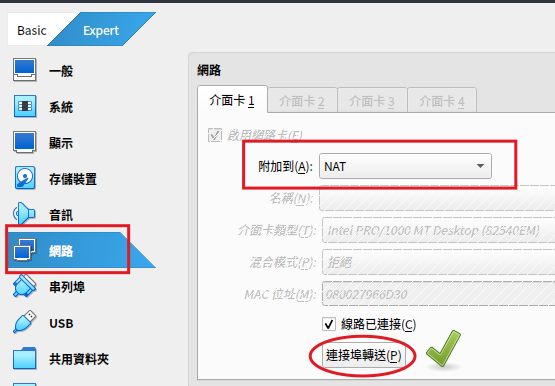 Basic
Expert
一般
系統
顯示
存儲裝置
音訊
網路
串列埠
USB
共用資料夾
網路
介面卡 1
介面卡 2
介面卡 3
介面卡 4
啟用網路卡(E)
附加到(A): NAT
名稱(N):
介面卡類型(T): Intel PRO/1000 MT Desktop (82540EM)
混合模式(P): 拒絕
MAC 位址(M): 080027966D30
線路已連接(C)
連接埠轉送(P)